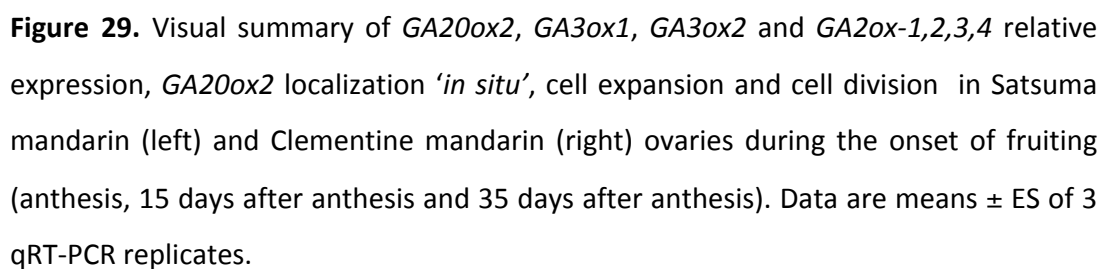 Figure 29. Visual summary of GA20ox2, GA3ox1, GA3ox2 and GA2ox-1,2,3,4 relative
expression, GA20ox2 localization ‘in situ’, cell expansion and cell division in Satsuma
mandarin (left) and Clementine mandarin (right) ovaries during the onset of fruiting
(anthesis, 15 days after anthesis and 35 days after anthesis). Data are means ± ES of 3
qRT-PCR replicates.